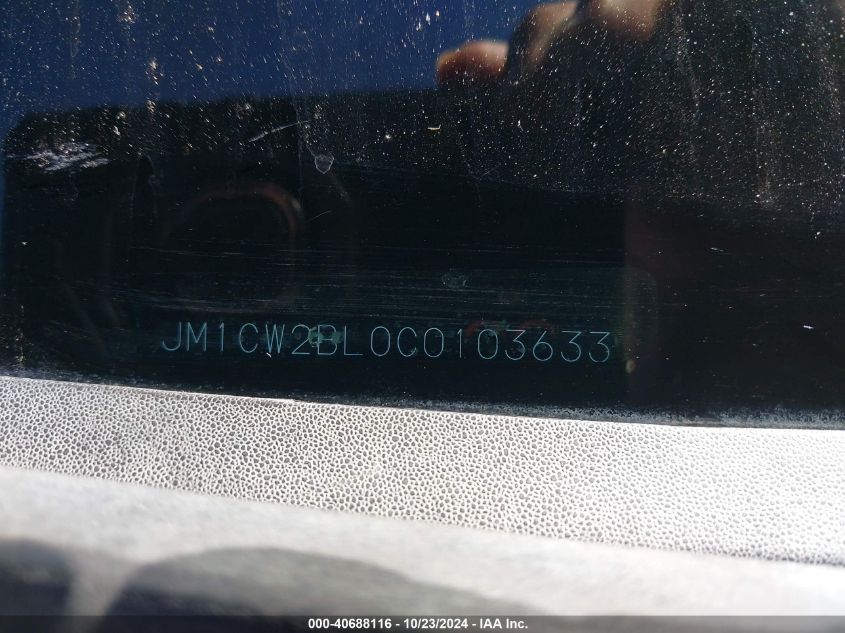 JM1CW2BL0C0103633
000-40688116 - 10/23/2024 - IAA Inc.